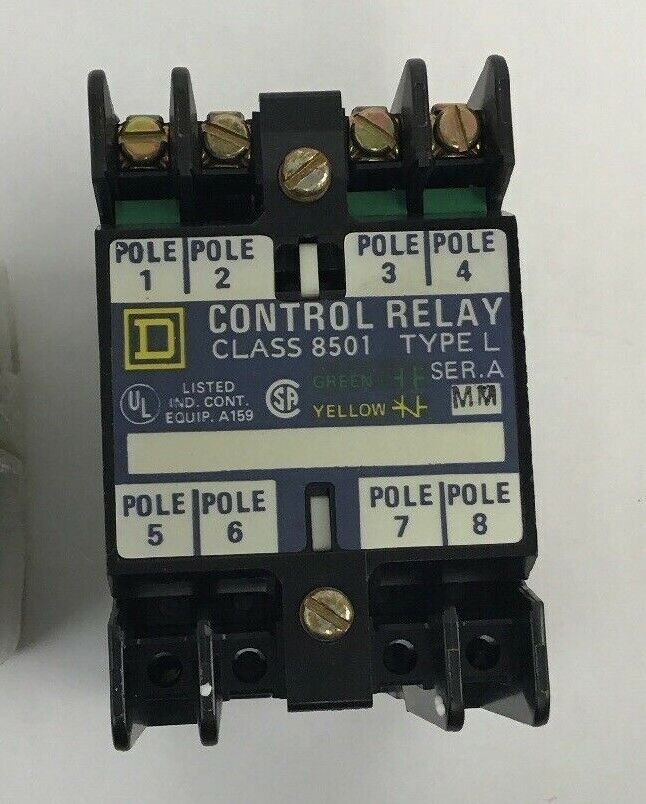 POLE 1 POLE 2 POLE 3 POLE 4
D CONTROL RELAY
CLASS 8501 TYPE L
SER.A
UL LISTED IND. CONT. EQUIP. A159
SA GREEN
YELLOW
MM
POLE 5 POLE 6 POLE 7 POLE 8